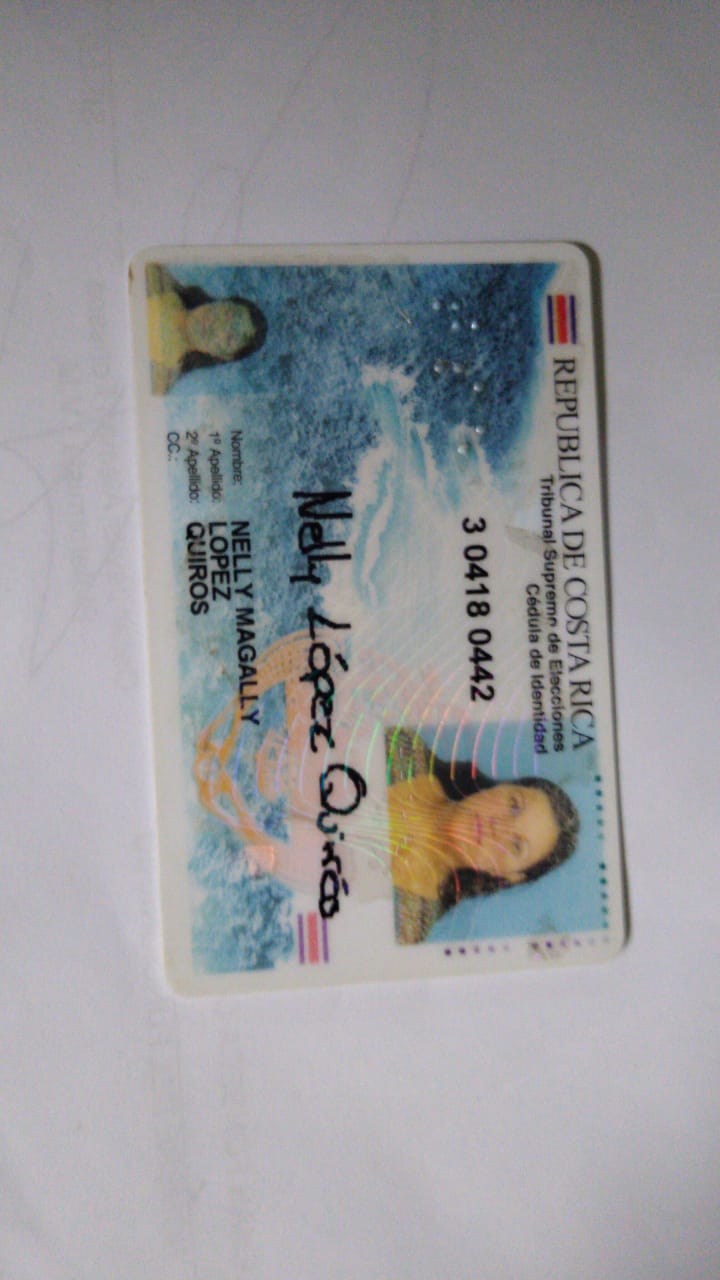 REPUBLICA DE COSTA RICA
Tribunal Supremo de Elecciones
Cédula de Identidad
3 0418 0442
Nelly López Quirós
Nombre: NELLY MAGALLY
1º Apellido: LOPEZ
2º Apellido: QUIROS
CC.: